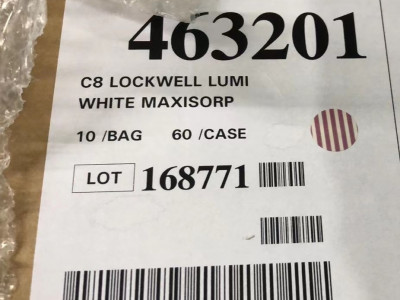 463201
C8 LOCKWELL LUMI
WHITE MAXISORP
10 /BAG 60 /CASE
LOT 168771